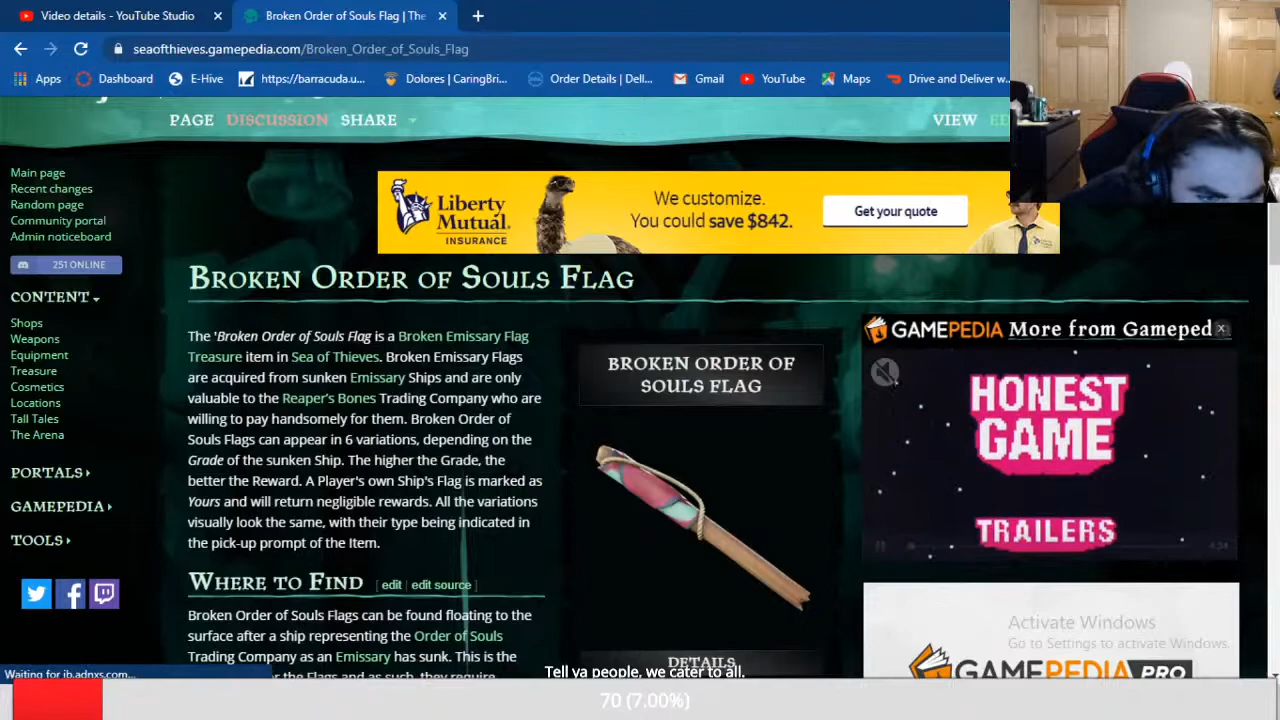 Video details - YouTube Studio
Broken Order of Souls Flag | The
seaofthieves.gamepedia.com/Broken_Order_of_Souls_Flag
Apps
Dashboard
E-Hive
https://barracuda.u...
Dolores | CaringBri...
Order Details | Dell...
Gmail
YouTube
Maps
Drive and Deliver w...
PAGE DISCUSSION SHARE
VIEW
Main page
Recent changes
Random page
Community portal
Admin noticeboard
251 ONLINE
CONTENT
Shops
Weapons
Equipment
Treasure
Cosmetics
Locations
Tall Tales
The Arena
PORTALS
GAMEPEDIA
TOOLS
Liberty
Mutual
INSURANCE
We customize.
You could save $842.
Get your quote
BROKEN ORDER OF SOULS FLAG
The 'Broken Order of Souls Flag is a Broken Emissary Flag
Treasure item in Sea of Thieves. Broken Emissary Flags
are acquired from sunken Emissary Ships and are only
valuable to the Reaper's Bones Trading Company who are
willing to pay handsomely for them. Broken Order of
Souls Flags can appear in 6 variations, depending on the
Grade of the sunken Ship. The higher the Grade, the
better the Reward. A Player's own Ship's Flag is marked as
Yours and will return negligible rewards. All the variations
visually look the same, with their type being indicated in
the pick-up prompt of the Item.
WHERE TO FIND [ edit | edit source ]
Broken Order of Souls Flags can be found floating to the
surface after a ship representing the Order of Souls
Trading Company as an Emissary has sunk. This is the
the Flags and as such, they require
BROKEN ORDER OF
SOULS FLAG
DETAILS
GAMEPEDIA More from Gameped
HONEST
GAME
TRAILERS
Activate Windows
Go to Settings to activate Windows.
GAMEPEDIA PRO
Waiting for ib.adnxs.com...
Tell ya people, we cater to all.
70 (7.00%)